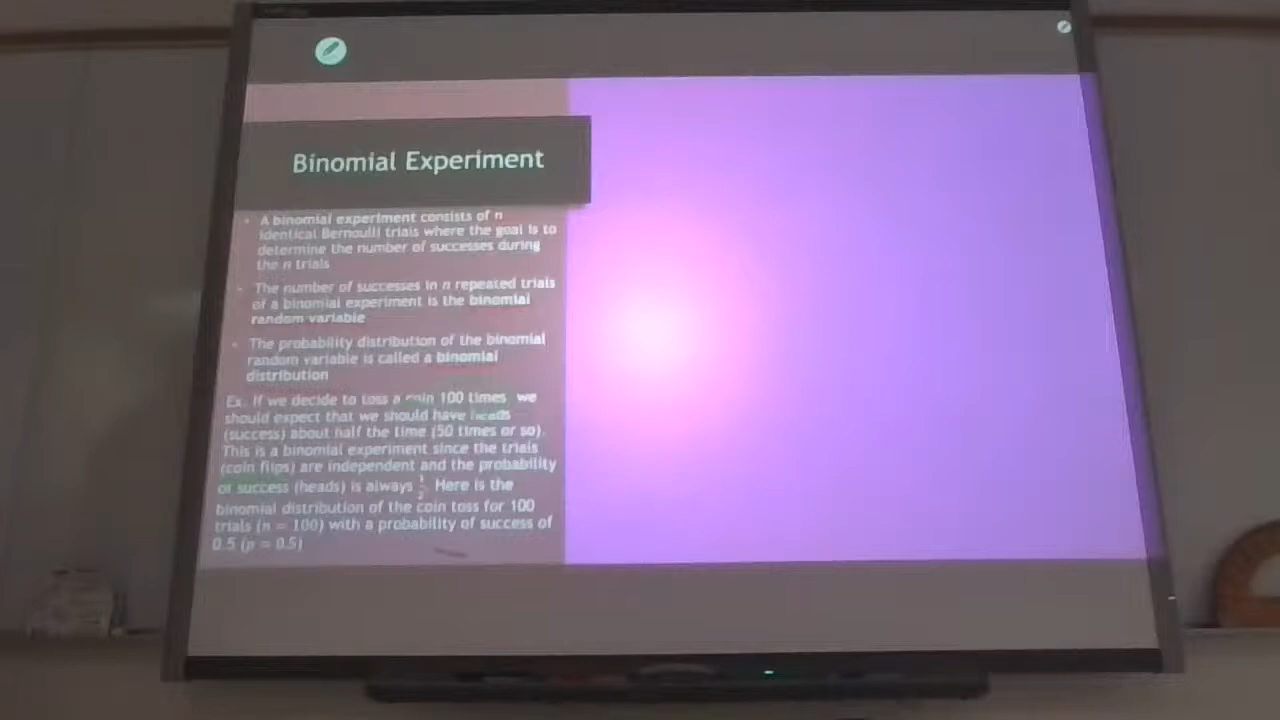 Binomial Experiment
• A binomial experiment consists of n
identical Bernoulli trials where the goal is to
determine the number of successes during
the n trials
• The number of successes in n repeated trials
of a binomial experiment is the binomial
random variable
• The probability distribution of the binomial
random variable is called a binomial
distribution
Ex. If we decide to toss a coin 100 times we
should expect that we should have heads
(success) about half the time (50 times or so).
This is a binomial experiment since the trials
(coin flips) are independent and the probability
of success (heads) is always 1/2. Here is the
binomial distribution of the coin toss for 100
trials (n = 100) with a probability of success of
0.5 (p = 0.5)